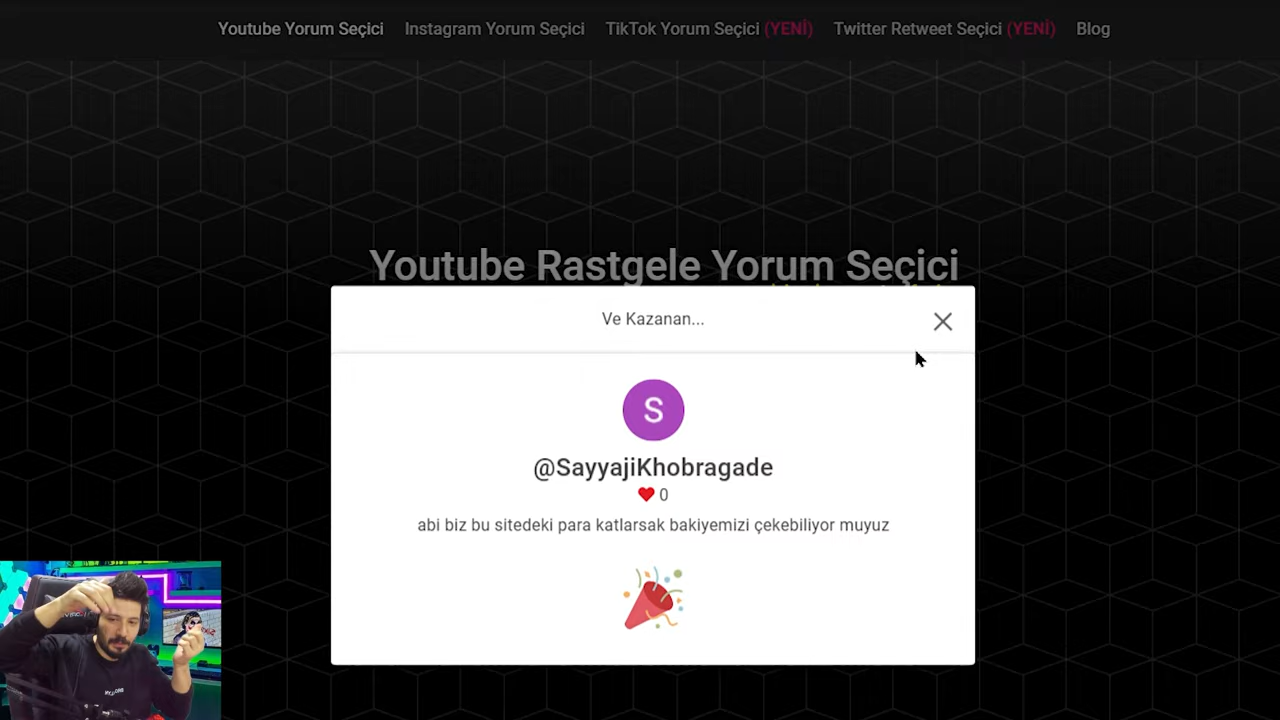 Youtube Yorum Seçici Instagram Yorum Seçici TikTok Yorum Seçici (YENİ) Twitter Retweet Seçici (YENİ) Blog
Youtube Rastgele Yorum Seçici
Ve Kazanan...
S
@SayyajiKhobragade
0
abi biz bu sitedeki para katlarsak bakiyemizi çekebiliyor muyuz